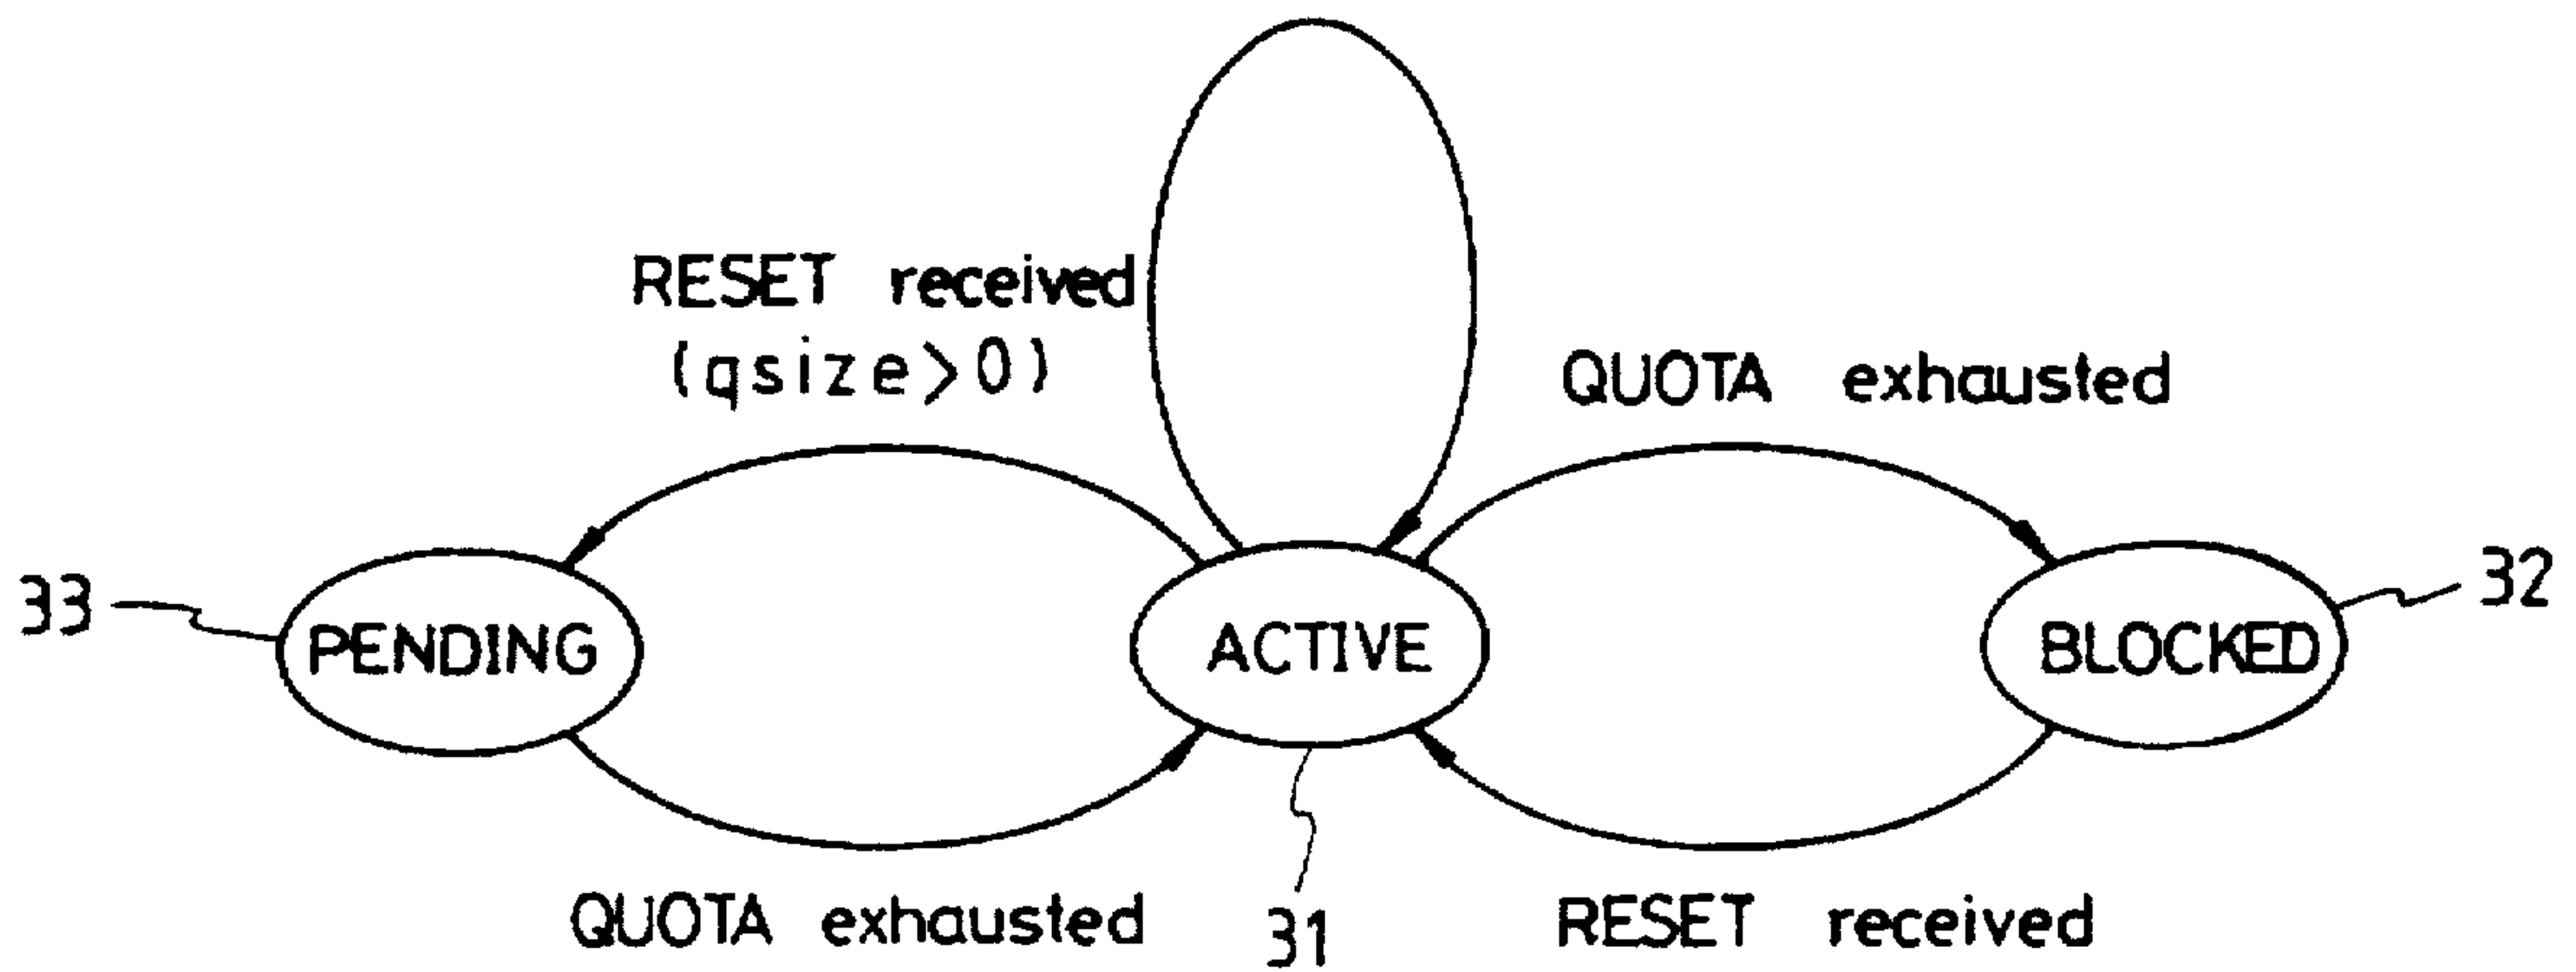 RESET received
(qsize>0)
QUOTA exhausted
33
PENDING
ACTIVE
BLOCKED
32
QUOTA exhausted
31
RESET received